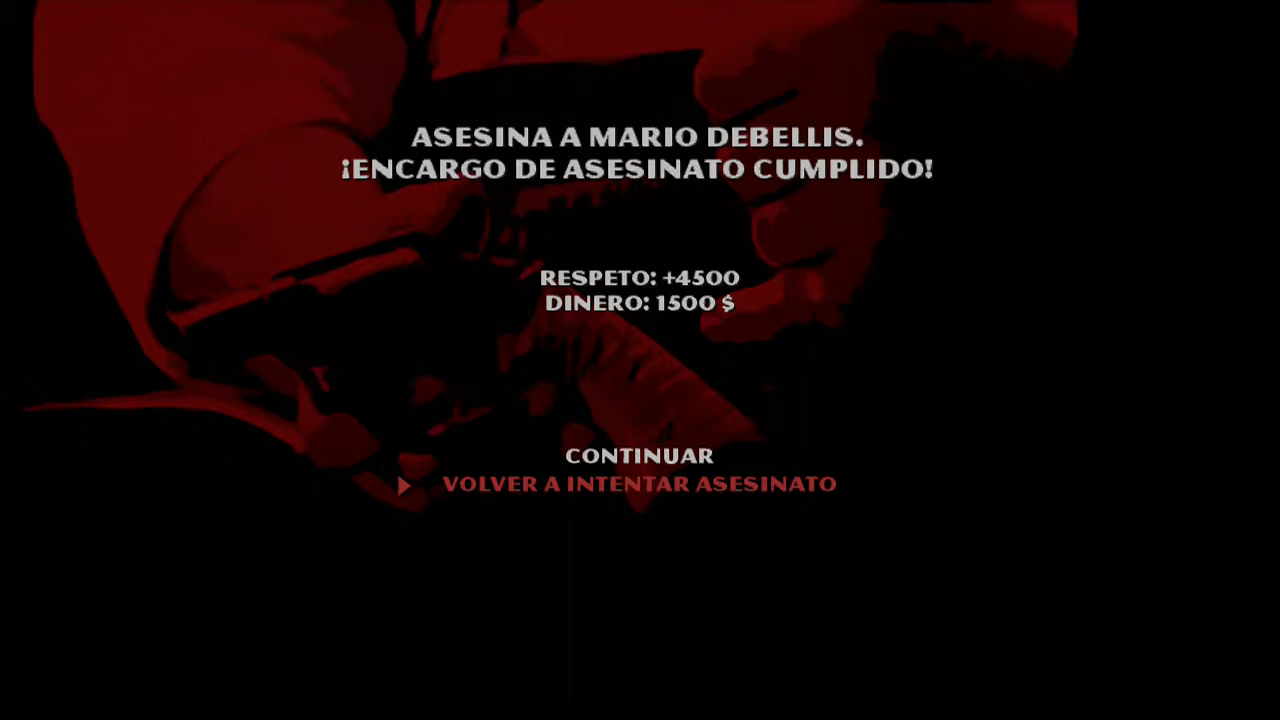 ASESINA A MARIO DEBELLIS.
¡ENCARGO DE ASESINATO CUMPLIDO!
RESPETO: +4500
DINERO: 1500 $
CONTINUAR
VOLVER A INTENTAR ASESINATO